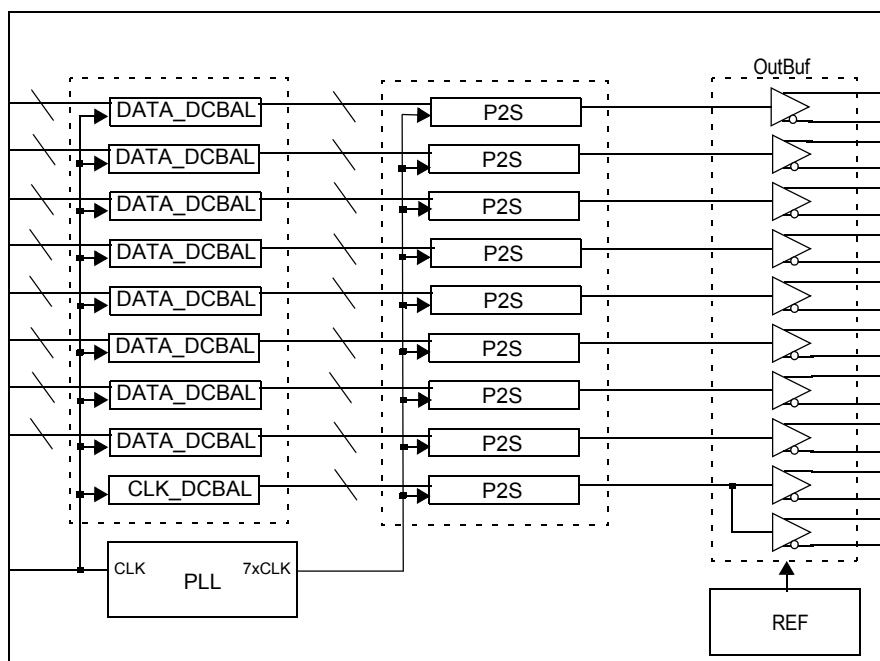 OutBuf
DATA_DCBAL P2S
DATA_DCBAL P2S
DATA_DCBAL P2S
DATA_DCBAL P2S
DATA_DCBAL P2S
DATA_DCBAL P2S
DATA_DCBAL P2S
DATA_DCBAL P2S
CLK_DCBAL P2S
CLK 7xCLK
PLL
REF